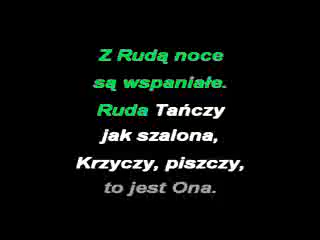 Z Rudą noce
są wspaniałe.
Ruda Tańczy
jak szalona,
Krzyczy, piszczy,
to jest Ona.